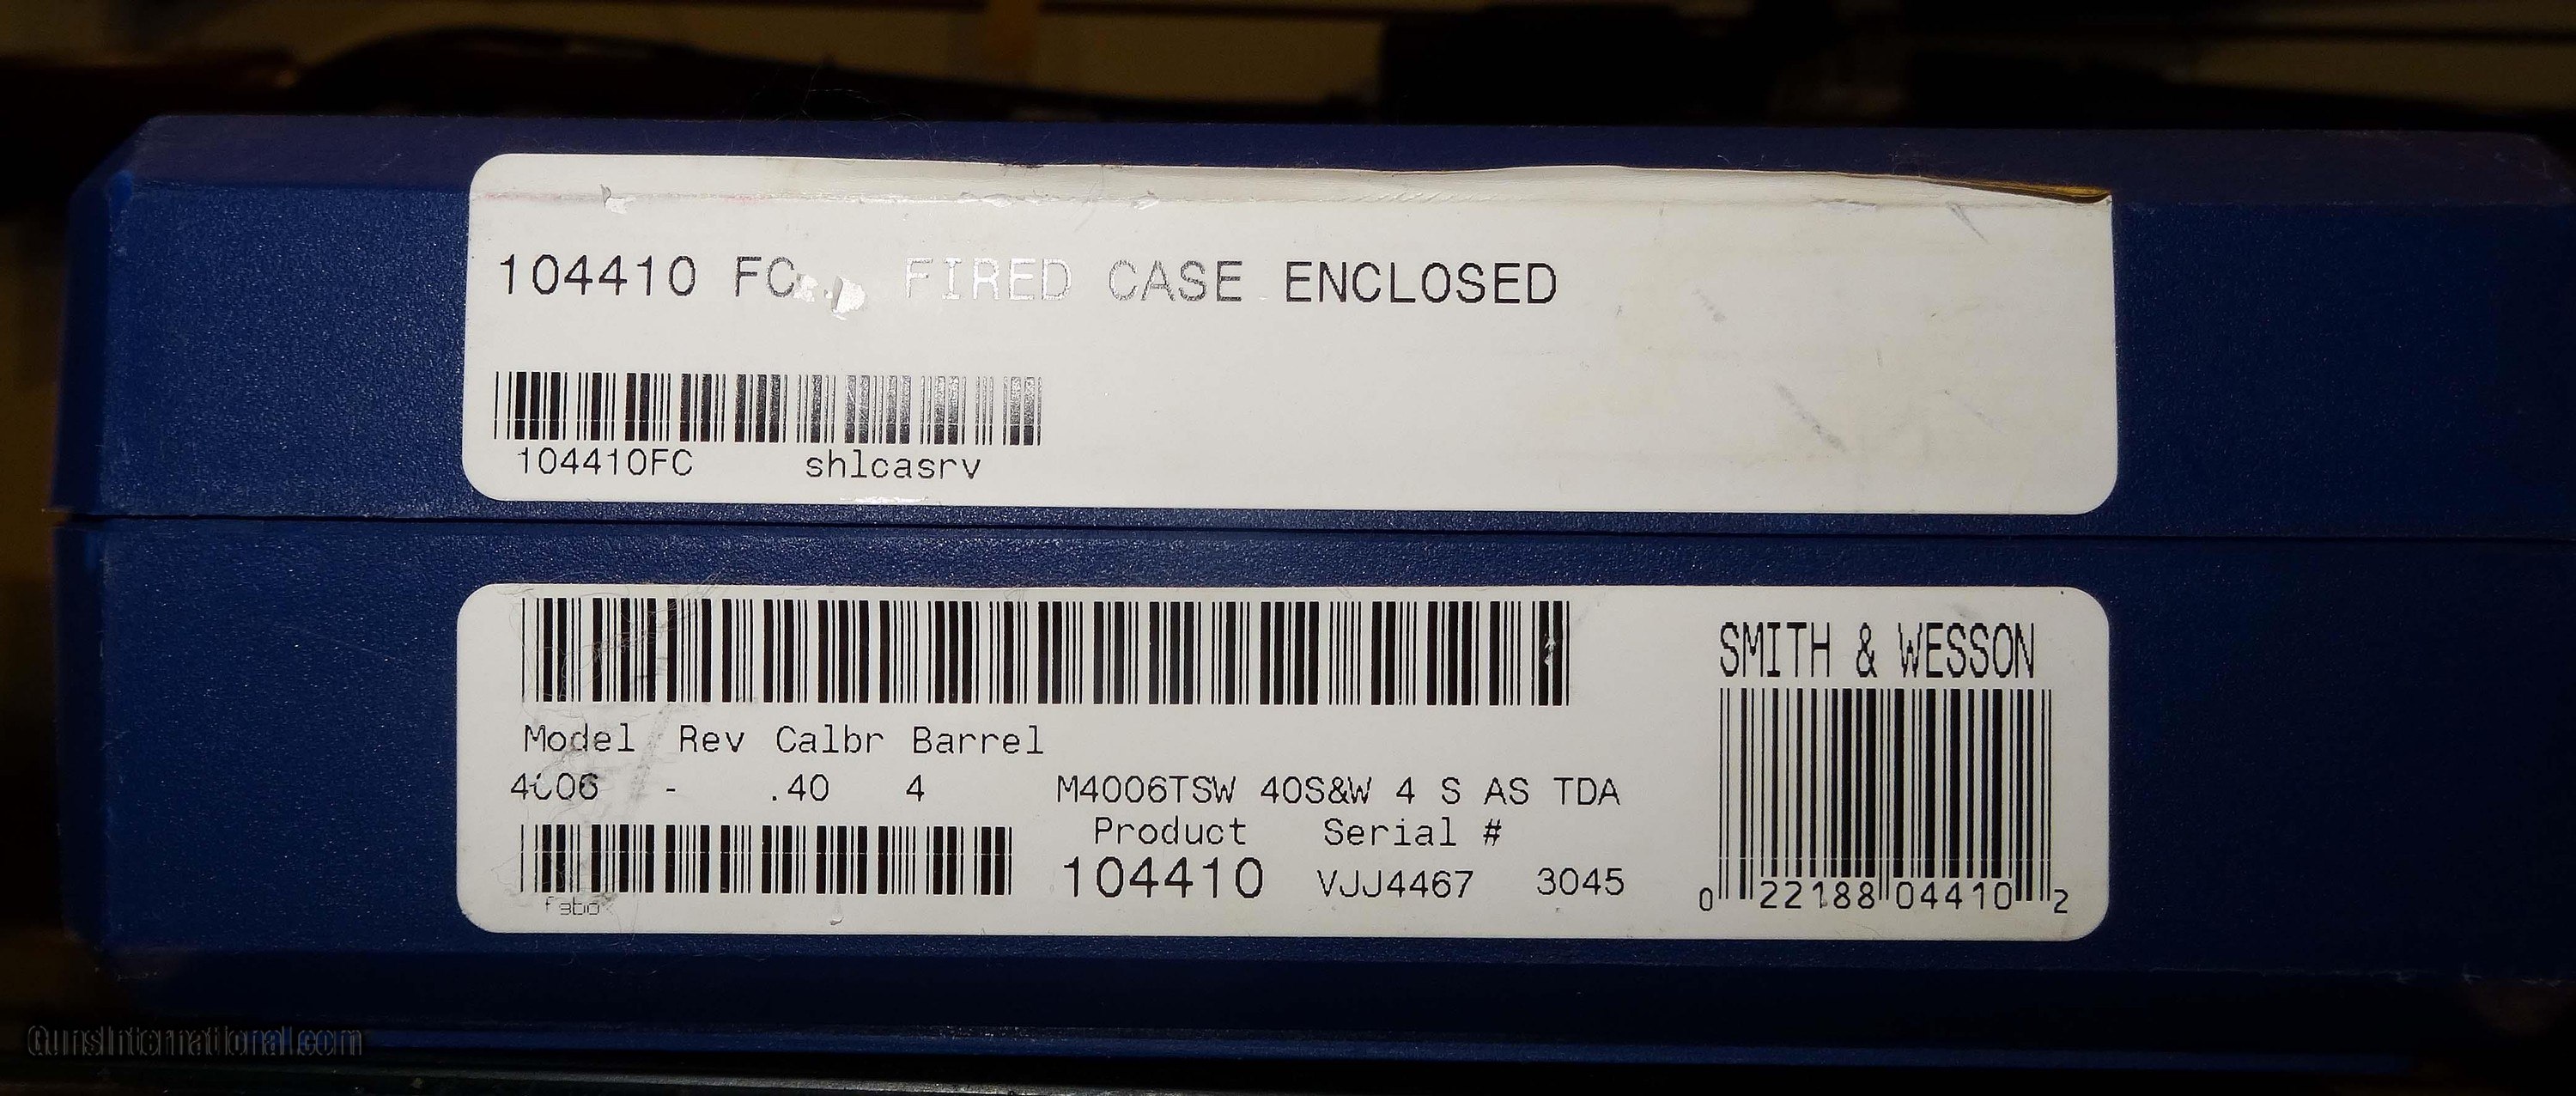 104410 FC FIRED CASE ENCLOSED
104410FC shlcasrv
Model Rev Calbr Barrel
4006 - .40 4 M4006TSW 40S&W 4 S AS TDA
Product Serial #
104410 VJJ4467 3045
SMITH & WESSON
0 22188 04410 2
GunsInternational.com